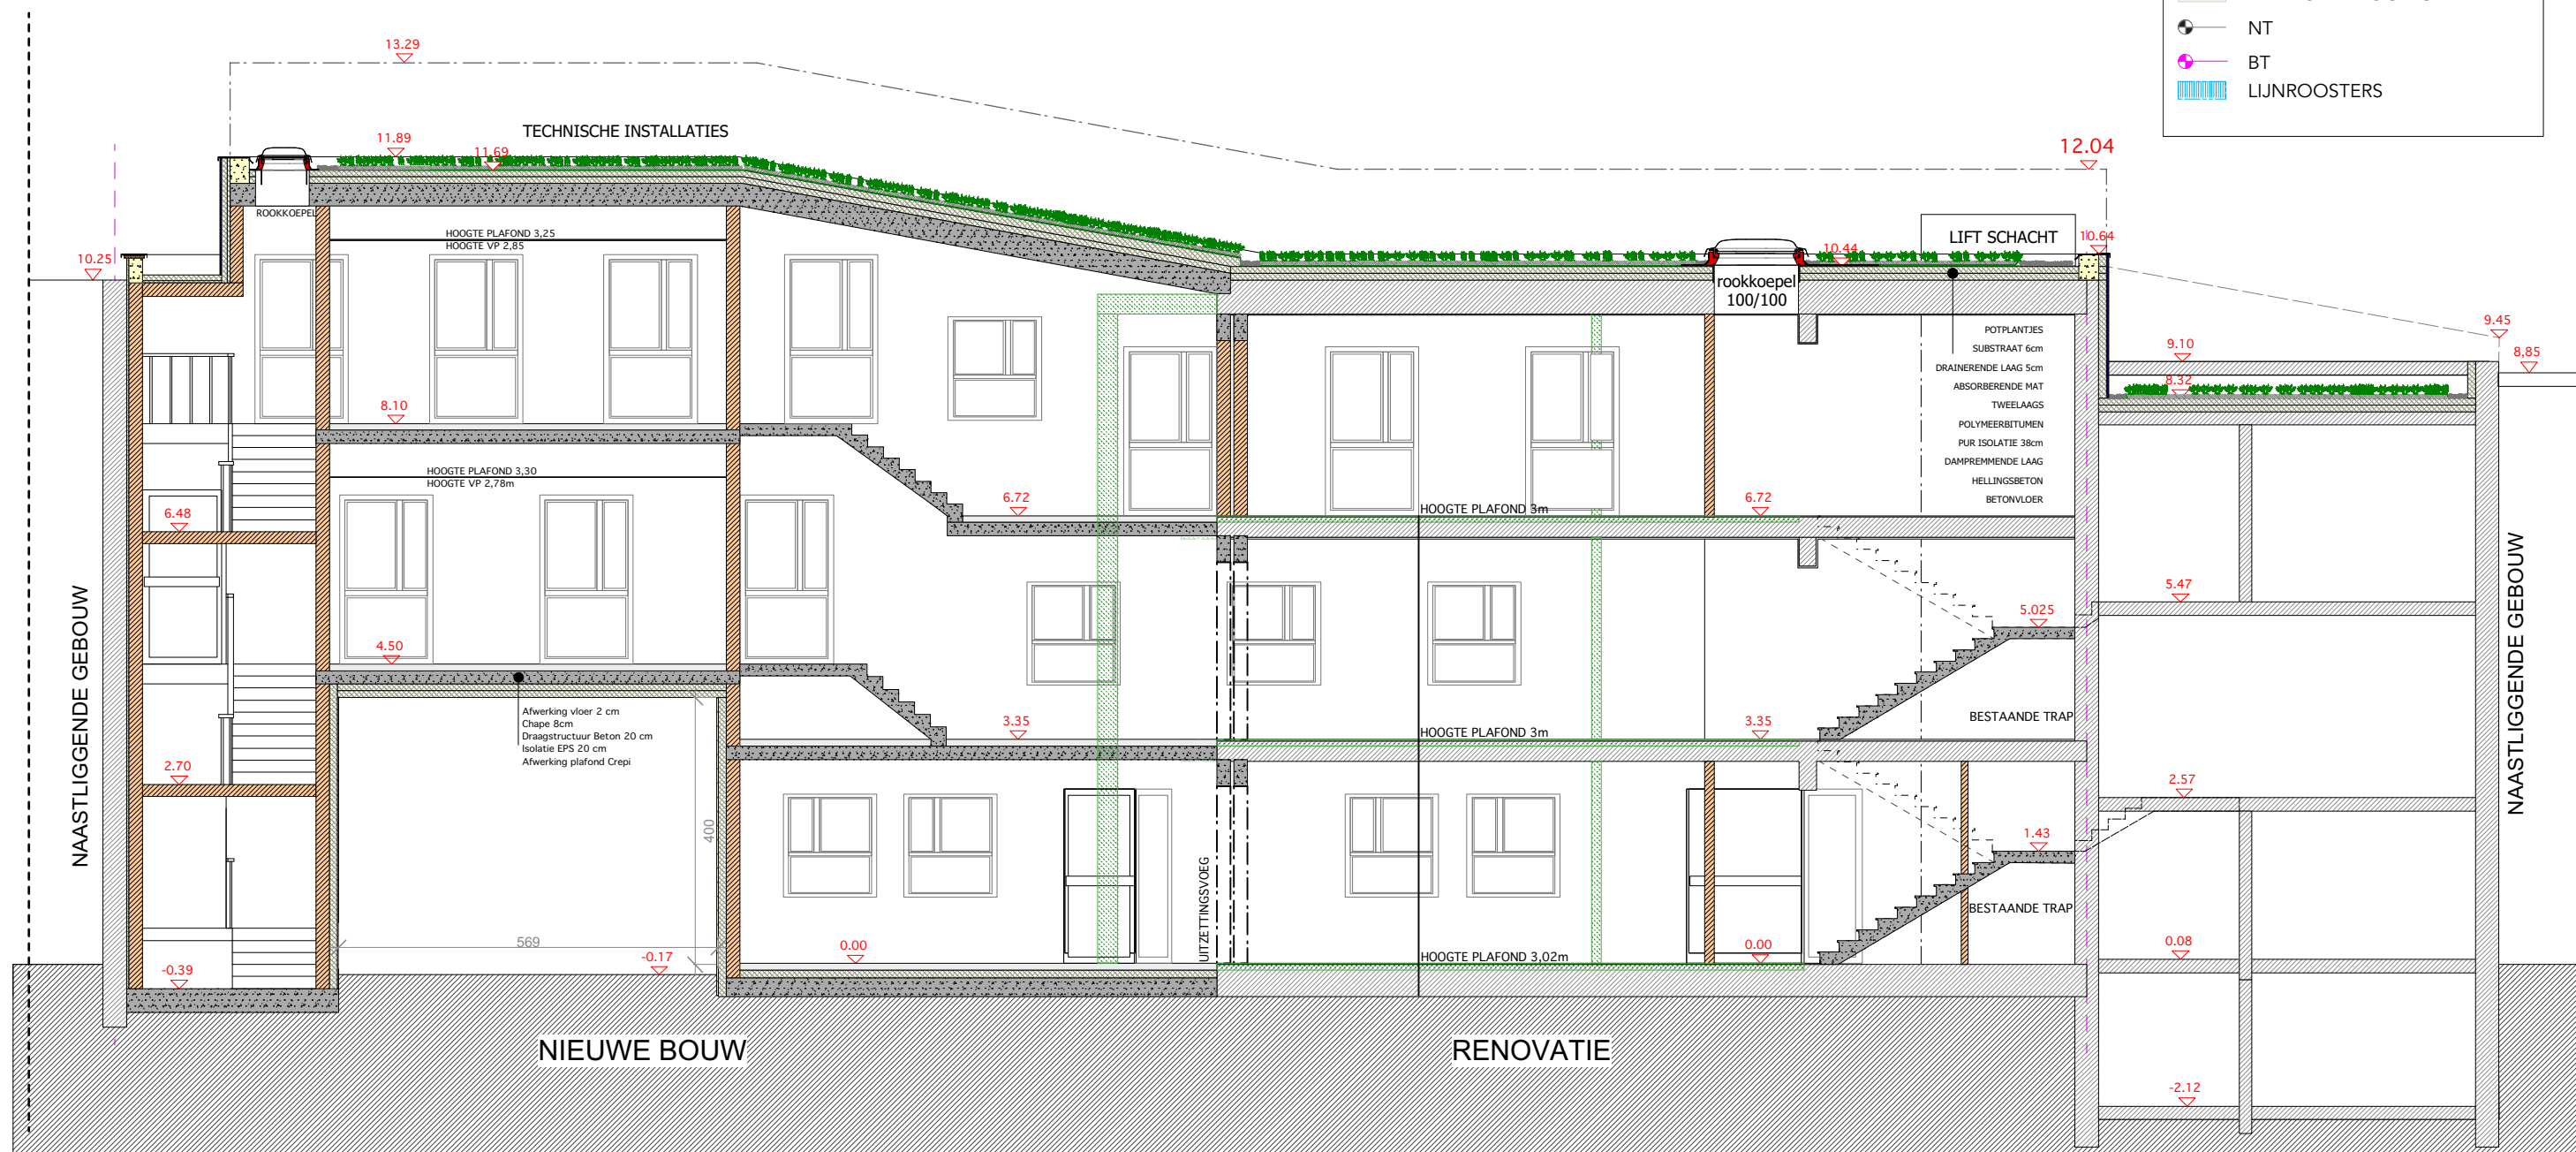 NT
BT
LIJNROOSTERS
13.29
TECHNISCHE INSTALLATIES
11.89
11.69
12.04
ROOKKOEPEL
HOOGTE PLAFOND 3,25
HOOGTE VP 2,85
10.25
LIFT SCHACHT
10.64
10.44
rookkoepel
100/100
9.45
9.10
8,85
8.32
POTPLANTJES
SUBSTRAAT 6cm
DRAINERENDE LAAG 5cm
ABSORBERENDE MAT
TWEELAAGS
POLYMEERBITUMEN
PUR ISOLATIE 38cm
DAMPREMMENDE LAAG
HELLINGSBETON
BETONVLOER
8.10
HOOGTE PLAFOND 3,30
HOOGTE VP 2,78m
6.48
6.72
HOOGTE PLAFOND 3m
6.72
NAASTLIGGENDE GEBOUW
NAASTLIGGENDE GEBOUW
5.47
5.025
4.50
Afwerking vloer 2 cm
Chape 8cm
Draagstructuur Beton 20 cm
Isolatie EPS 20 cm
Afwerking plafond Crepi
BESTAANDE TRAP
3.35
HOOGTE PLAFOND 3m
3.35
2.70
2.57
400
1.43
UITZETTINGSVOEG
BESTAANDE TRAP
569
0.00
HOOGTE PLAFOND 3,02m
0.00
0.08
-0.39
-0.17
NIEUWE BOUW
RENOVATIE
-2.12